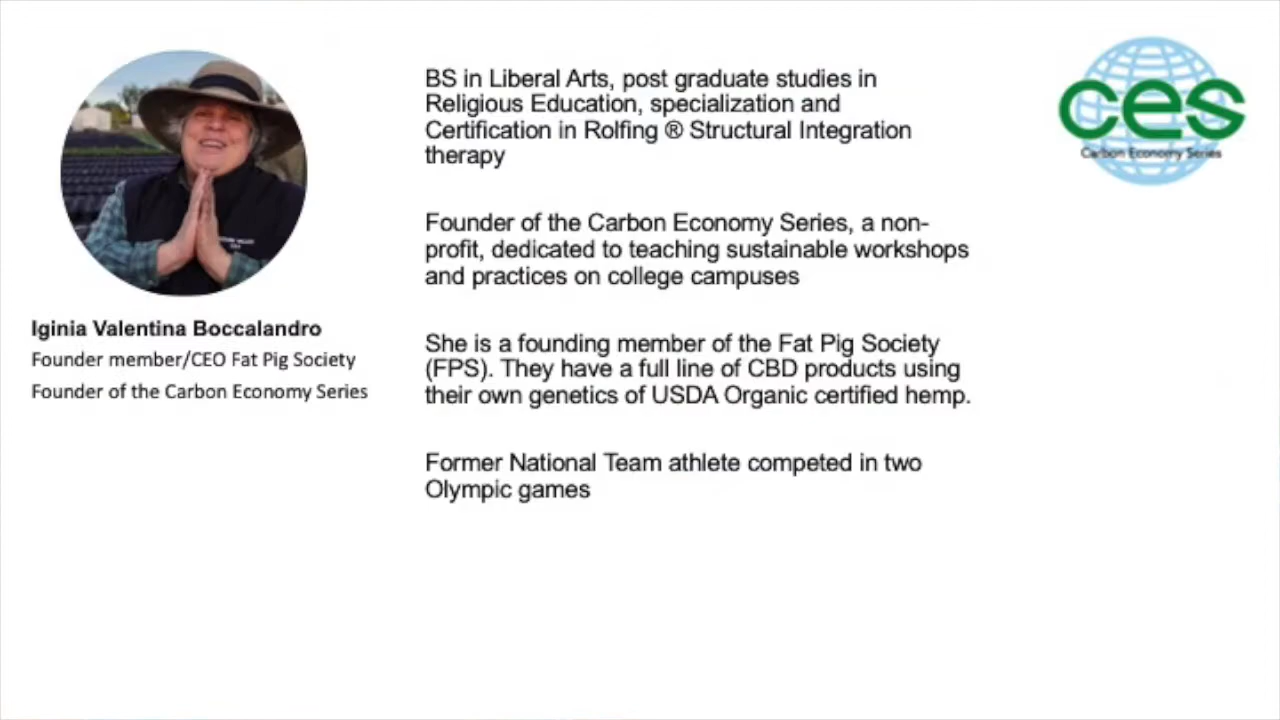 Iginia Valentina Boccalandro
Founder member/CEO Fat Pig Society
Founder of the Carbon Economy Series
BS in Liberal Arts, post graduate studies in
Religious Education, specialization and
Certification in Rolfing ® Structural Integration
therapy
Founder of the Carbon Economy Series, a non-
profit, dedicated to teaching sustainable workshops
and practices on college campuses
She is a founding member of the Fat Pig Society
(FPS). They have a full line of CBD products using
their own genetics of USDA Organic certified hemp.
Former National Team athlete competed in two
Olympic games
ces
Carbon Economy Series